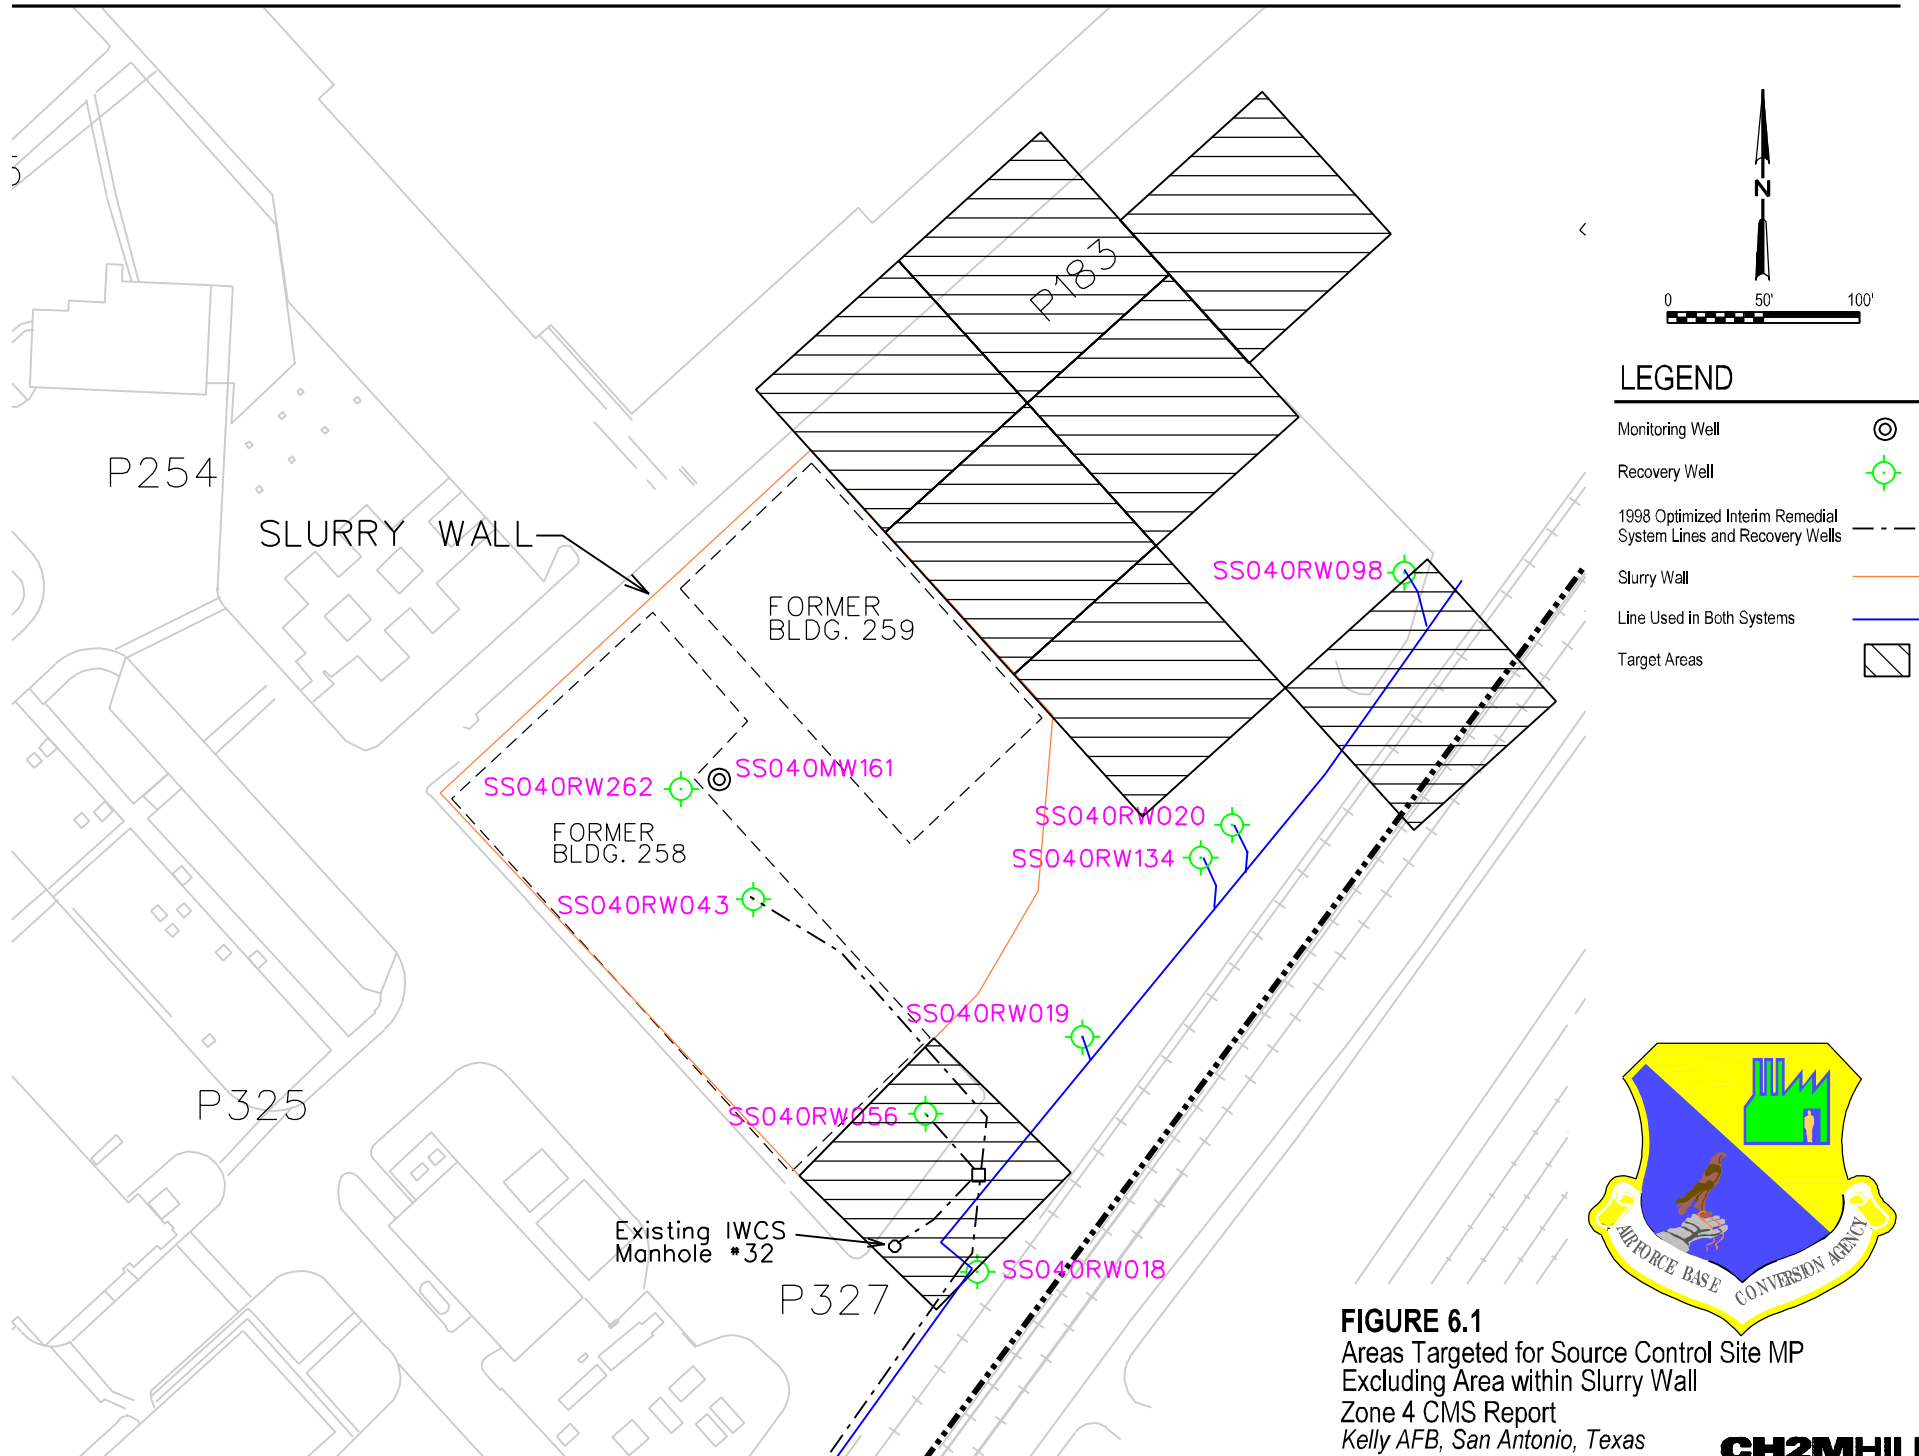 5
P183
N
0 50' 100'
LEGEND
Monitoring Well
Recovery Well
1998 Optimized Interim Remedial
System Lines and Recovery Wells
Slurry Wall
Line Used in Both Systems
Target Areas
P254
SLURRY WALL
SS040RW098
FORMER
BLDG. 259
SS040MW161
SS040RW262
FORMER
BLDG. 258
SS040RW020
SS040RW134
SS040RW043
SS040RW019
P325
SS040RW056
Existing IWCS
Manhole #32
SS040RW018
P327
AIR FORCE BASE CONVERSION AGENCY
FIGURE 6.1
Areas Targeted for Source Control Site MP
Excluding Area within Slurry Wall
Zone 4 CMS Report
Kelly AFB, San Antonio, Texas
CH2MHILL